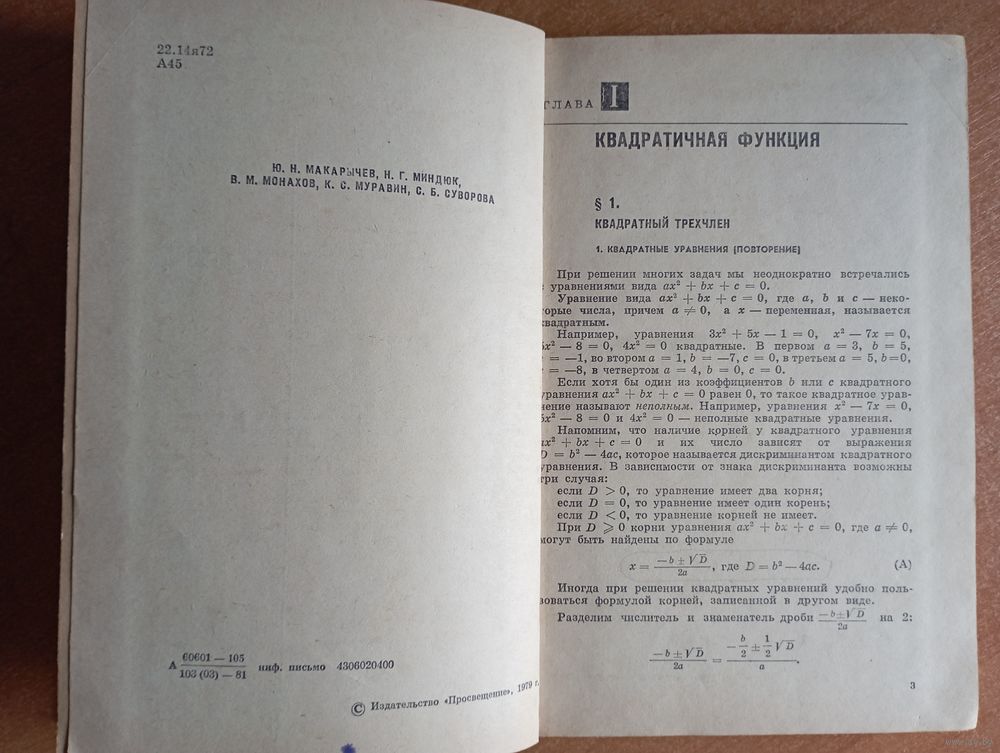 22.14я72
А45
Ю. Н. МАКАРЫЧЕВ, Н. Г. МИНДЮК,
В. М. МОНАХОВ, К. С. МУРАВИН, С. Б. СУВОРОВА
А 60601 — 105 / 103 (03) — 81 инф. письмо 4306020400
© Издательство «Просвещение», 1979 г.
ГЛАВА I
КВАДРАТИЧНАЯ ФУНКЦИЯ
§ 1.
КВАДРАТНЫЙ ТРЕХЧЛЕН
1. КВАДРАТНЫЕ УРАВНЕНИЯ (ПОВТОРЕНИЕ)
При решении многих задач мы неоднократно встречались
уравнениями вида ax² + bx + c = 0.
Уравнение вида ax² + bx + c = 0, где a, b и c — неко-
торые числа, причем a ≠ 0, а x — переменная, называется
квадратным.
Например, уравнения 3x² + 5x — 1 = 0, x² — 7x = 0,
5x² — 8 = 0, 4x² = 0 квадратные. В первом a = 3, b = 5,
= —1, во втором a = 1, b = —7, c = 0, в третьем a = 5, b=0,
= —8, в четвертом a = 4, b = 0, c = 0.
Если хотя бы один из коэффициентов b или c квадратного
уравнения ax² + bx + c = 0 равен 0, то такое квадратное урав-
нение называют неполным. Например, уравнения x² — 7x = 0,
5x² — 8 = 0 и 4x² = 0 — неполные квадратные уравнения.
Напомним, что наличие корней у квадратного уравнения
ax² + bx + c = 0 и их число зависят от выражения
D = b² — 4ac, которое называется дискриминантом квадратного
уравнения. В зависимости от знака дискриминанта возможны
три случая:
если D > 0, то уравнение имеет два корня;
если D = 0, то уравнение имеет один корень;
если D < 0, то уравнение корней не имеет.
При D ⩾ 0 корни уравнения ax² + bx + c = 0, где a ≠ 0,
могут быть найдены по формуле
x = —b ± √D / 2a, где D = b² — 4ac. (А)
Иногда при решении квадратных уравнений удобно поль-
зоваться формулой корней, записанной в другом виде.
Разделим числитель и знаменатель дроби —b ± √D / 2a на 2:
—b ± √D / 2a = — b/2 ± 1/2 √D / a.
3